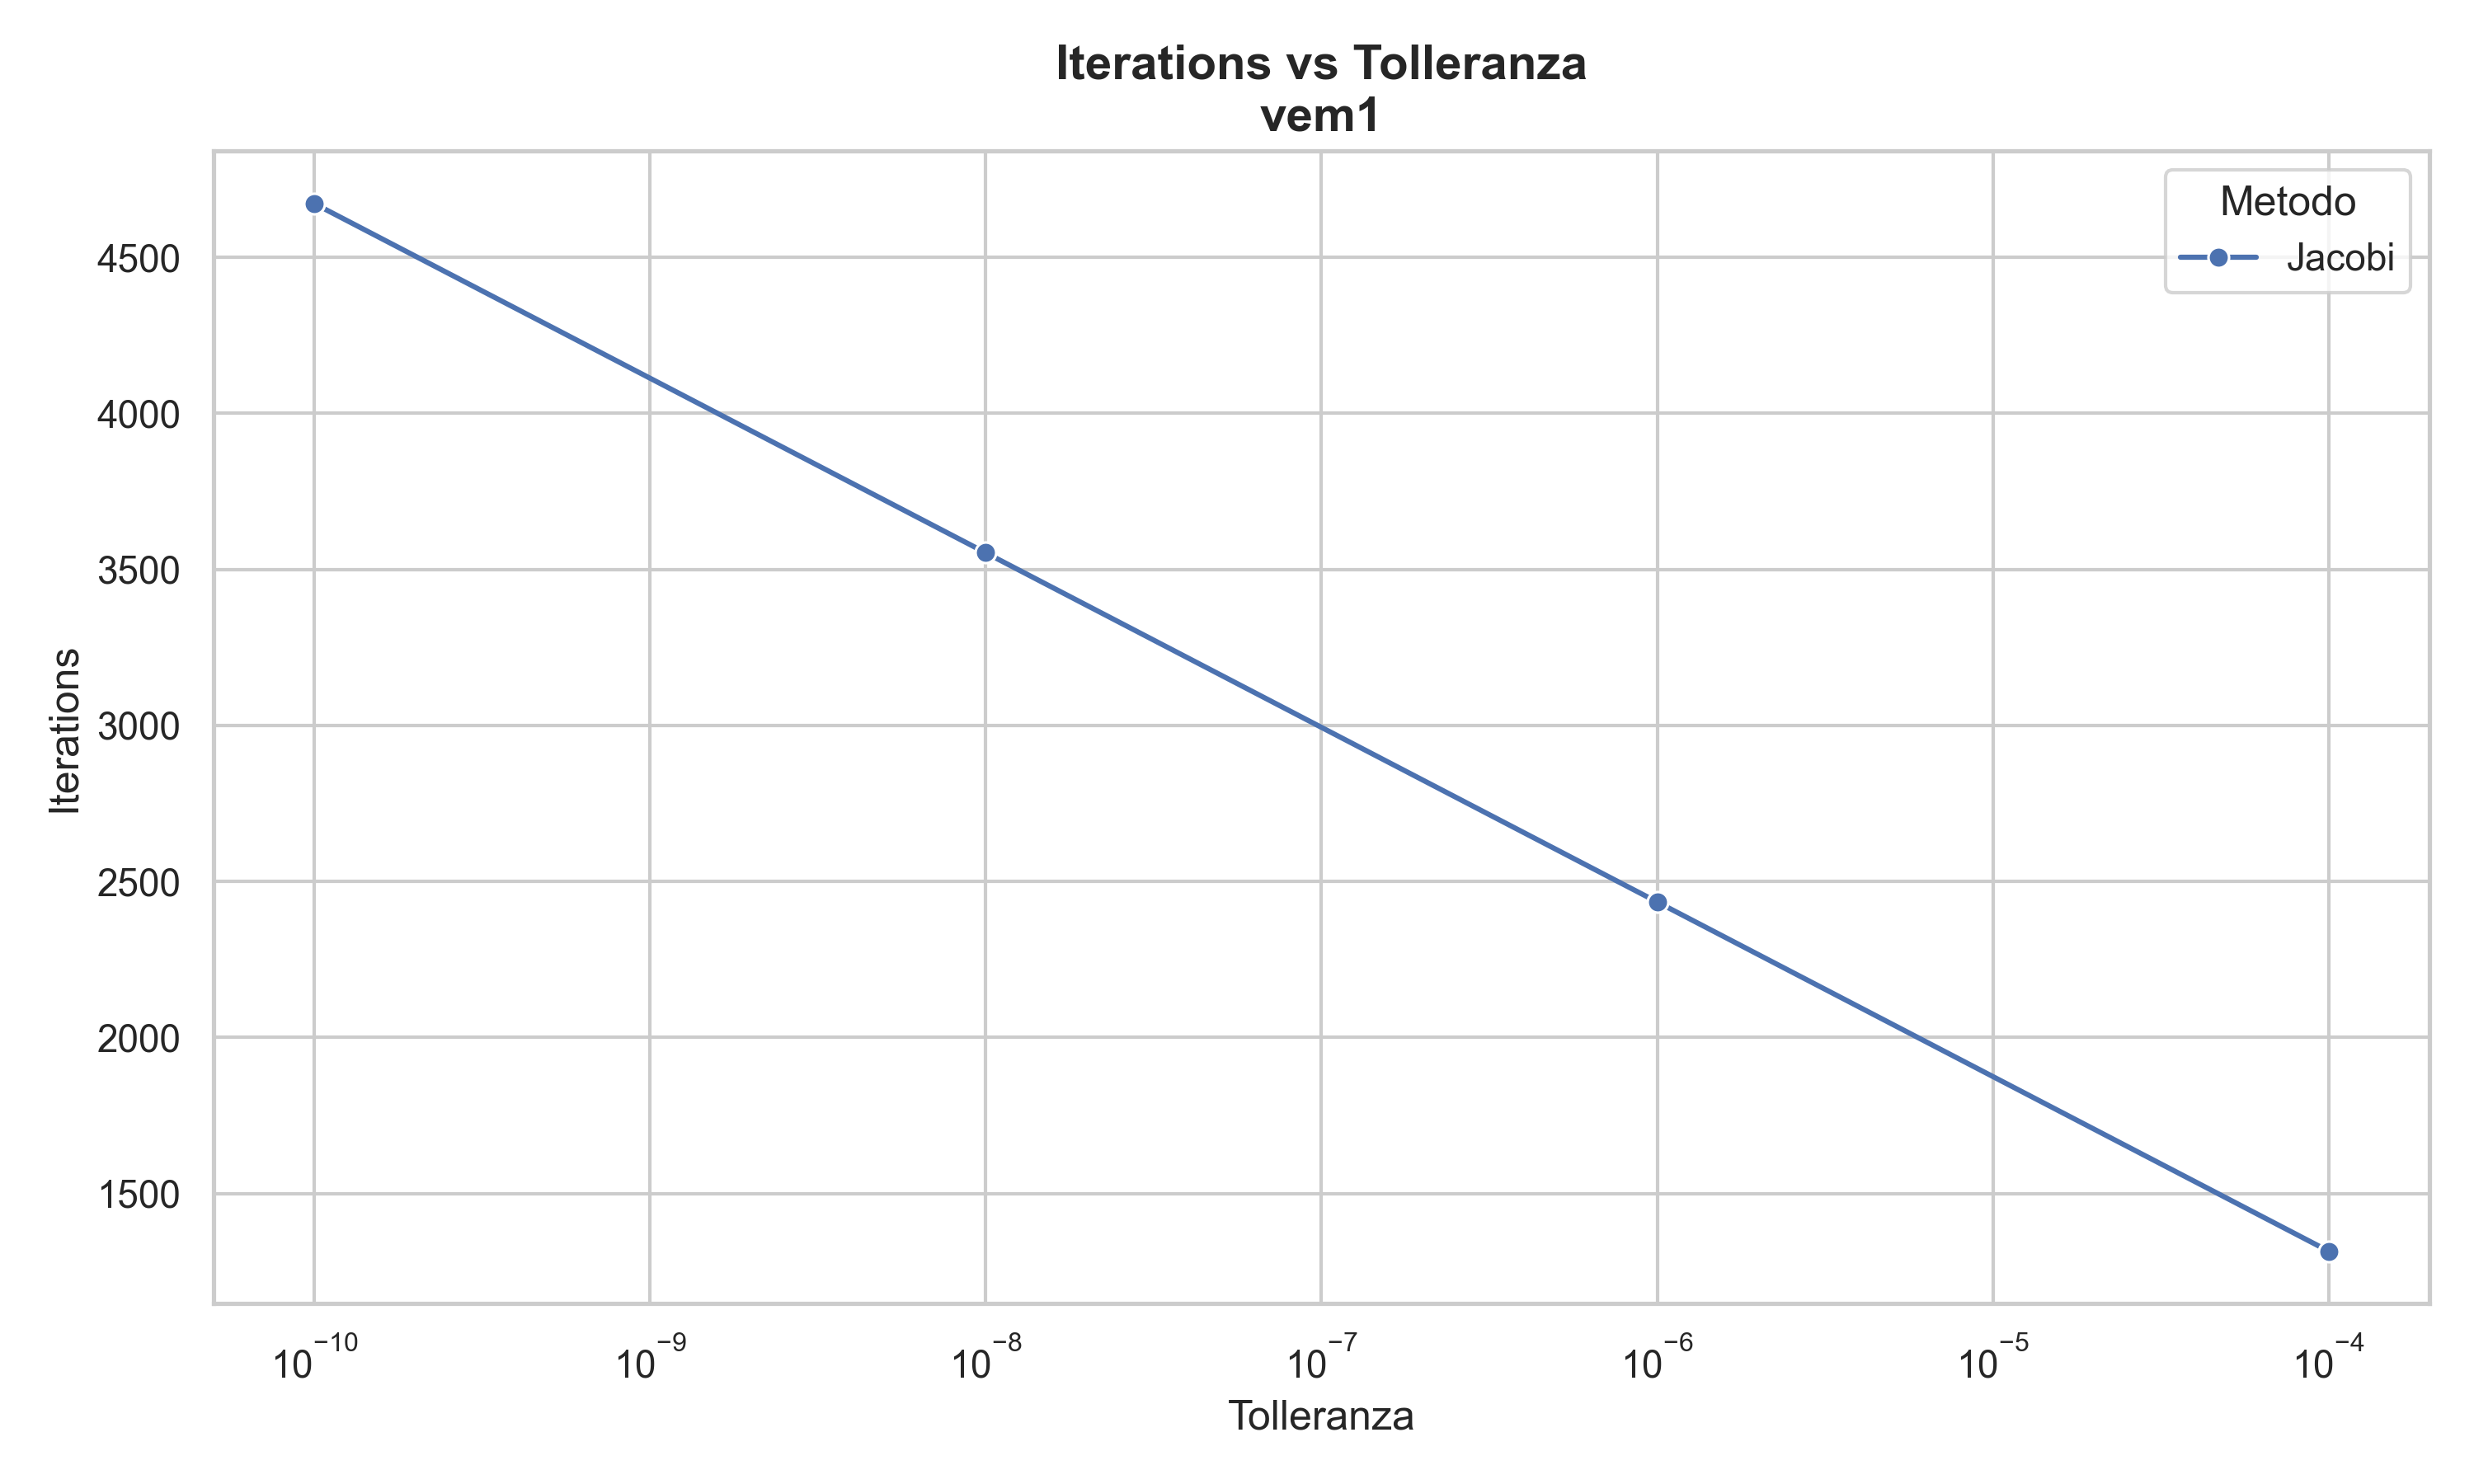 Iterations vs Tolleranza
vem1
Metodo
Jacobi
Iterations
4500
4000
3500
3000
2500
2000
1500
10⁻¹⁰ 10⁻⁹ 10⁻⁸ 10⁻⁷ 10⁻⁶ 10⁻⁵ 10⁻⁴
Tolleranza